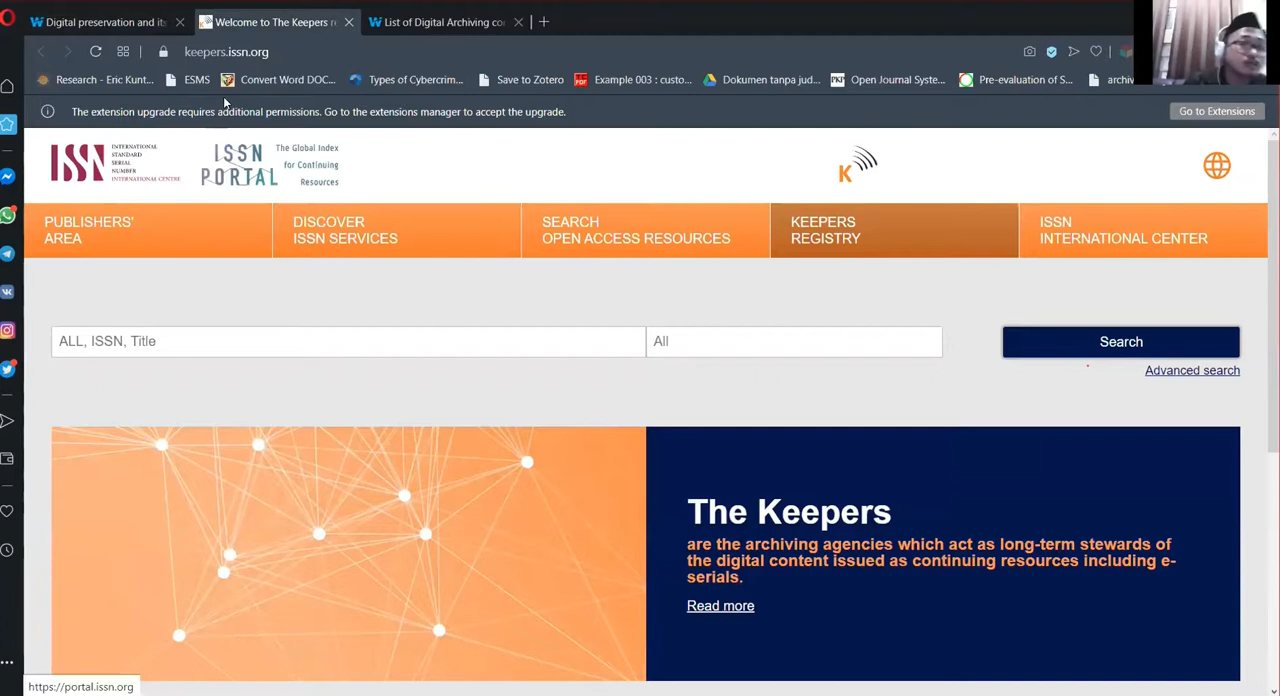 Digital preservation and its
Welcome to The Keepers r
List of Digital Archiving co
keepers.issn.org
Research - Eric Kunt...
ESMS
Convert Word DOC...
Types of Cybercrim...
Save to Zotero
Example 003 : custo...
Dokumen tanpa jud...
Open Journal Syste...
Pre-evaluation of S...
archiv
The extension upgrade requires additional permissions. Go to the extensions manager to accept the upgrade.
Go to Extensions
ISSN
INTERNATIONAL
STANDARD
SERIAL
NUMBER
INTERNATIONAL CENTRE
ISSN
PORTAL
The Global Index
for Continuing
Resources
K
PUBLISHERS'
AREA
DISCOVER
ISSN SERVICES
SEARCH
OPEN ACCESS RESOURCES
KEEPERS
REGISTRY
ISSN
INTERNATIONAL CENTER
ALL, ISSN, Title
All
Search
Advanced search
The Keepers
are the archiving agencies which act as long-term stewards of
the digital content issued as continuing resources including e-
serials.
Read more
https://portal.issn.org